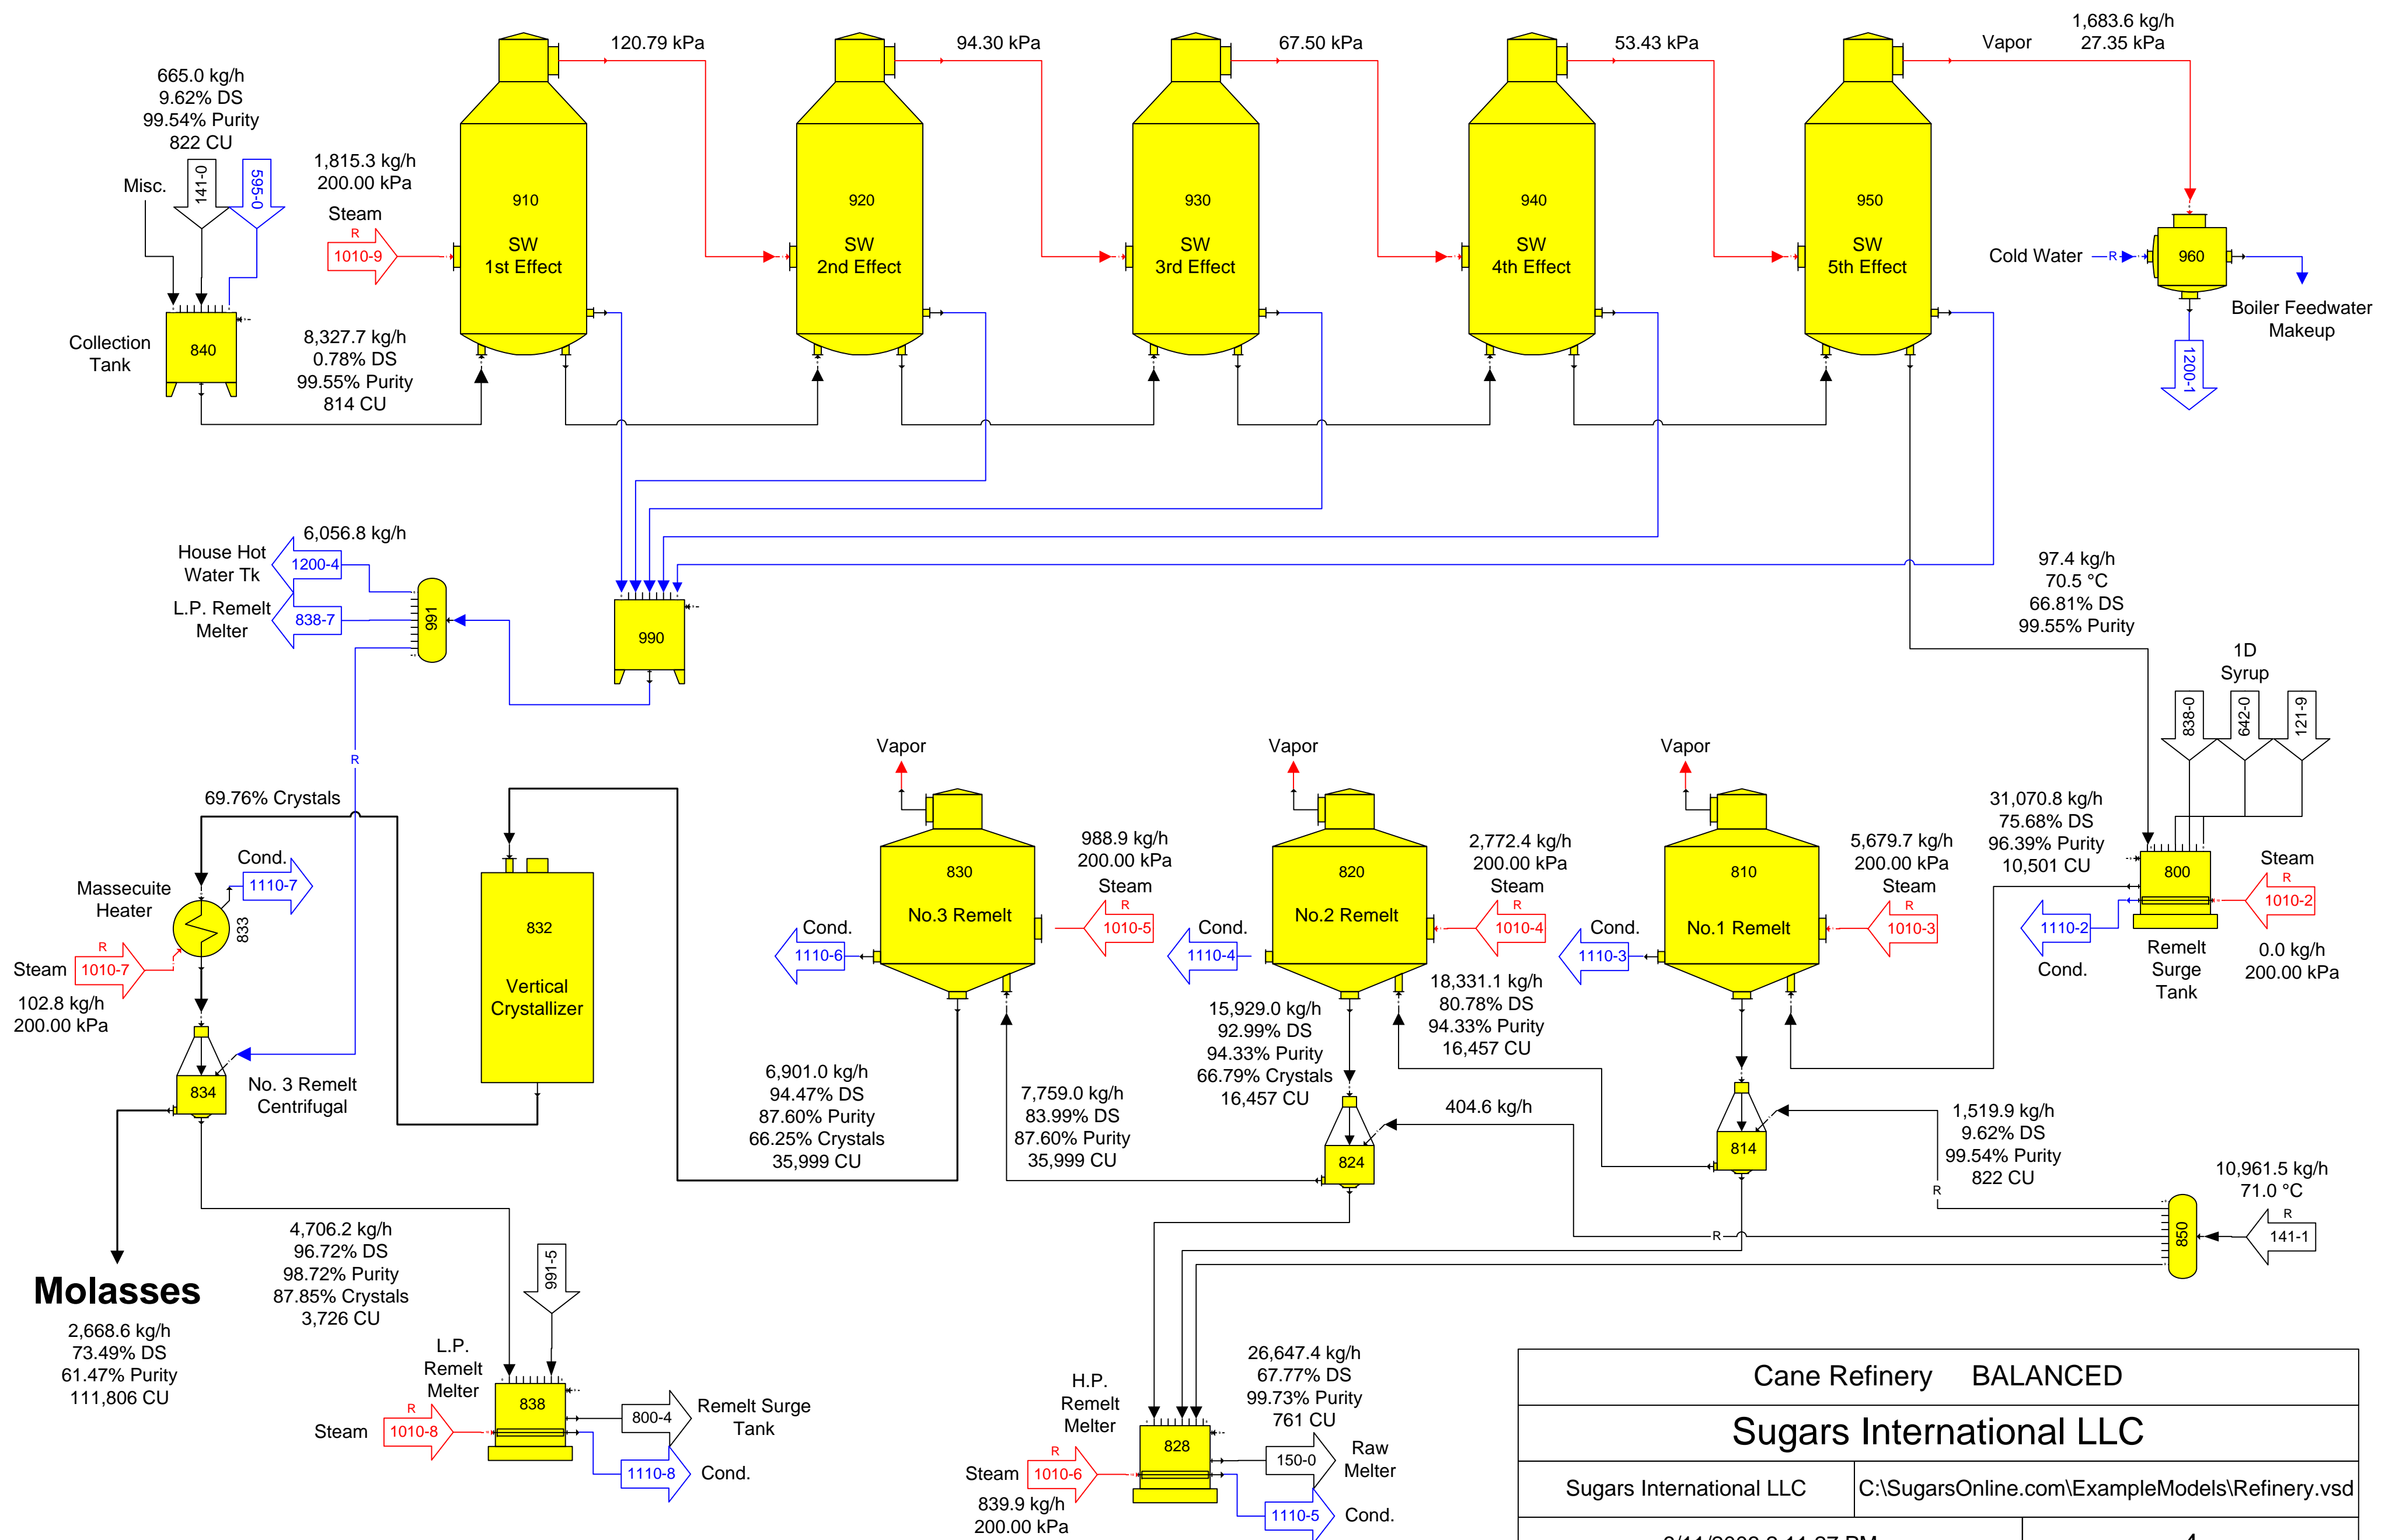 120.79 kPa
94.30 kPa
67.50 kPa
53.43 kPa
Vapor
1,683.6 kg/h
27.35 kPa
665.0 kg/h
9.62% DS
99.54% Purity
822 CU
Misc.
141-0
595-0
1,815.3 kg/h
200.00 kPa
Steam
R
1010-9
910
SW
1st Effect
920
SW
2nd Effect
930
SW
3rd Effect
940
SW
4th Effect
950
SW
5th Effect
Cold Water
R
960
Boiler Feedwater
Makeup
1200-1
Collection
Tank
840
8,327.7 kg/h
0.78% DS
99.55% Purity
814 CU
6,056.8 kg/h
House Hot
Water Tk
1200-4
L.P. Remelt
Melter
838-7
991
990
R
97.4 kg/h
70.5 °C
66.81% DS
99.55% Purity
1D
Syrup
838-0
642-0
121-9
69.76% Crystals
Cond.
1110-7
Massecuite
Heater
833
R
1010-7
Steam
102.8 kg/h
200.00 kPa
834
No. 3 Remelt
Centrifugal
832
Vertical
Crystallizer
Vapor
830
No.3 Remelt
988.9 kg/h
200.00 kPa
Steam
R
1010-5
Cond.
1110-6
Vapor
820
No.2 Remelt
2,772.4 kg/h
200.00 kPa
Steam
R
1010-4
Cond.
1110-4
Vapor
810
No.1 Remelt
5,679.7 kg/h
200.00 kPa
Steam
R
1010-3
Cond.
1110-3
31,070.8 kg/h
75.68% DS
96.39% Purity
10,501 CU
800
Steam
R
1010-2
0.0 kg/h
200.00 kPa
1110-2
Cond.
Remelt
Surge
Tank
18,331.1 kg/h
80.78% DS
94.33% Purity
16,457 CU
15,929.0 kg/h
92.99% DS
94.33% Purity
66.79% Crystals
16,457 CU
6,901.0 kg/h
94.47% DS
87.60% Purity
66.25% Crystals
35,999 CU
7,759.0 kg/h
83.99% DS
87.60% Purity
35,999 CU
824
404.6 kg/h
814
1,519.9 kg/h
9.62% DS
99.54% Purity
822 CU
R
R
850
10,961.5 kg/h
71.0 °C
R
141-1
Molasses
2,668.6 kg/h
73.49% DS
61.47% Purity
111,806 CU
4,706.2 kg/h
96.72% DS
98.72% Purity
87.85% Crystals
3,726 CU
991-5
L.P.
Remelt
Melter
838
Steam
R
1010-8
800-4
Remelt Surge
Tank
1110-8
Cond.
H.P.
Remelt
Melter
26,647.4 kg/h
67.77% DS
99.73% Purity
761 CU
828
Steam
R
1010-6
839.9 kg/h
200.00 kPa
150-0
Raw
Melter
1110-5
Cond.
Cane Refinery BALANCED
Sugars International LLC
Sugars International LLC
C:\SugarsOnline.com\ExampleModels\Refinery.vsd